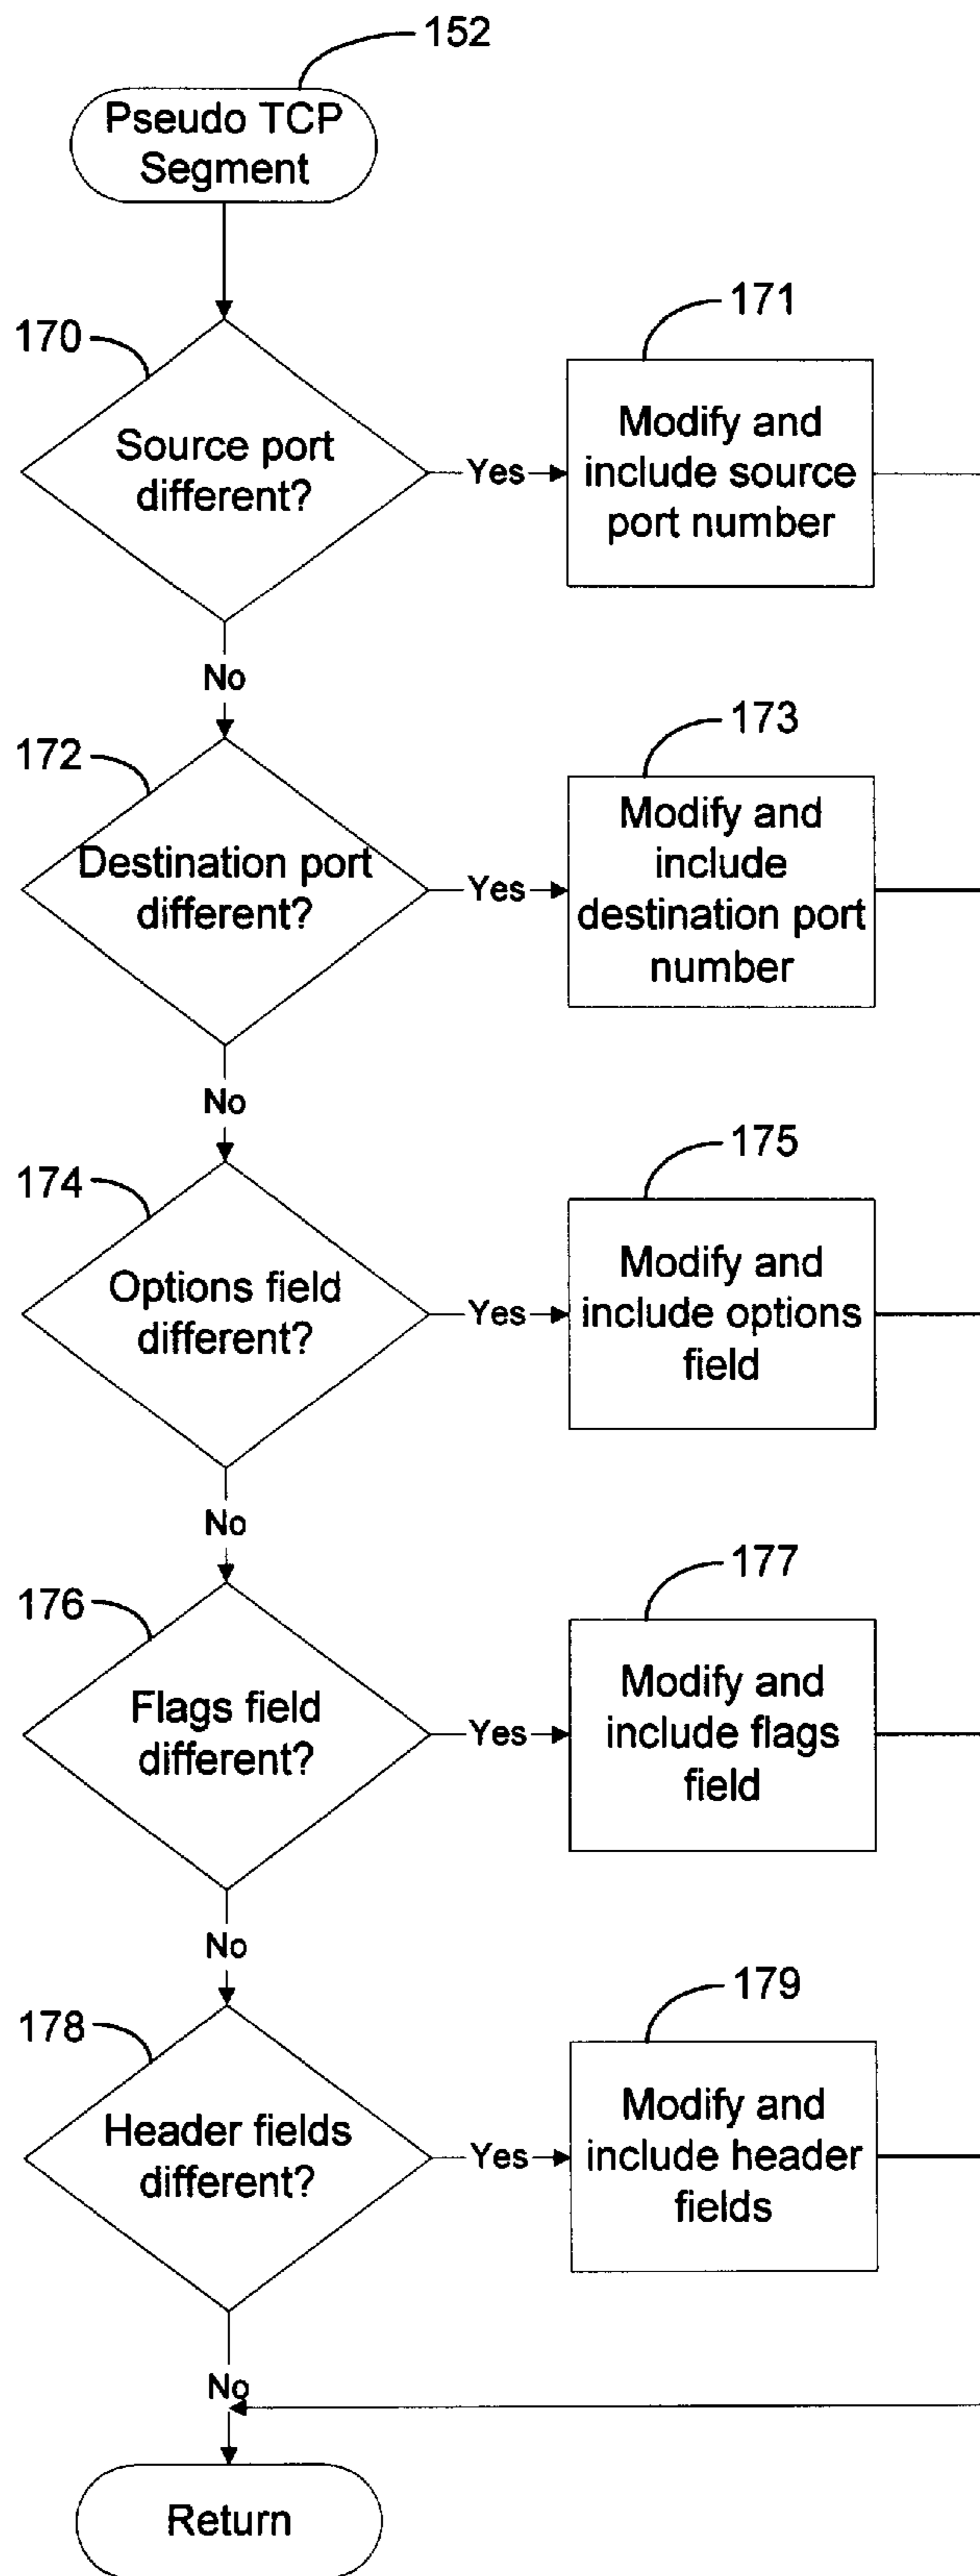 152
Pseudo TCP
Segment
170
Source port
different?
Yes
171
Modify and
include source
port number
No
172
Destination port
different?
Yes
173
Modify and
include
destination port
number
No
174
Options field
different?
Yes
175
Modify and
include options
field
No
176
Flags field
different?
Yes
177
Modify and
include flags
field
No
178
Header fields
different?
Yes
179
Modify and
include header
fields
No
Return